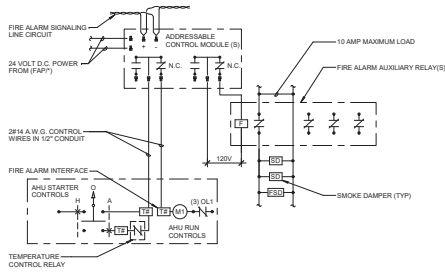 FIRE ALARM SIGNALING
LINE CIRCUIT
ADDRESSABLE
CONTROL MODULE (S)
24 VOLT D.C. POWER
FROM (FAP/*)
+ -
N.C.
N.C.
10 AMP MAXIMUM LOAD
FIRE ALARM AUXILIARY RELAY(S)
F
2#14 A.W.G. CONTROL
WIRES IN 1/2" CONDUIT
120V
SD
SD
FSD
SMOKE DAMPER (TYP)
FIRE ALARM INTERFACE
AHU STARTER
CONTROLS
H O A
T# T# M1 (3) OL1
T#
AHU RUN
CONTROLS
TEMPERATURE
CONTROL RELAY